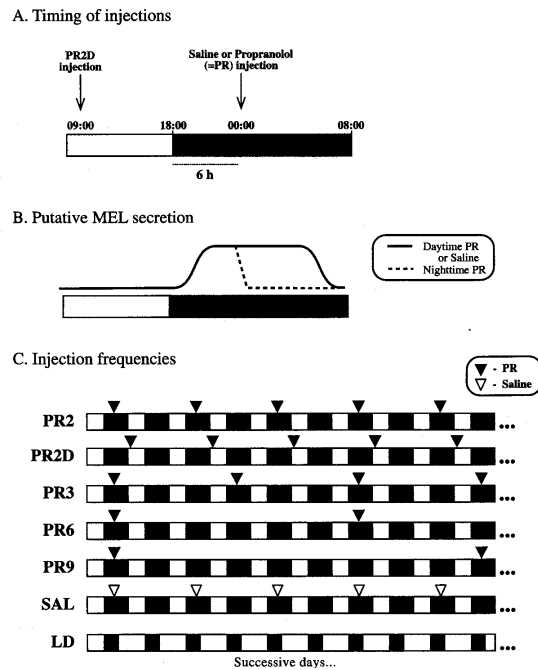 A. Timing of injections
PR2D
injection
Saline or Propranolol
(=PR) injection
09:00 18:00 00:00 08:00
6 h
B. Putative MEL secretion
Daytime PR
or Saline
Nighttime PR
C. Injection frequencies
- PR
- Saline
PR2 ...
PR2D ...
PR3 ...
PR6 ...
PR9 ...
SAL ...
LD ...
Successive days...